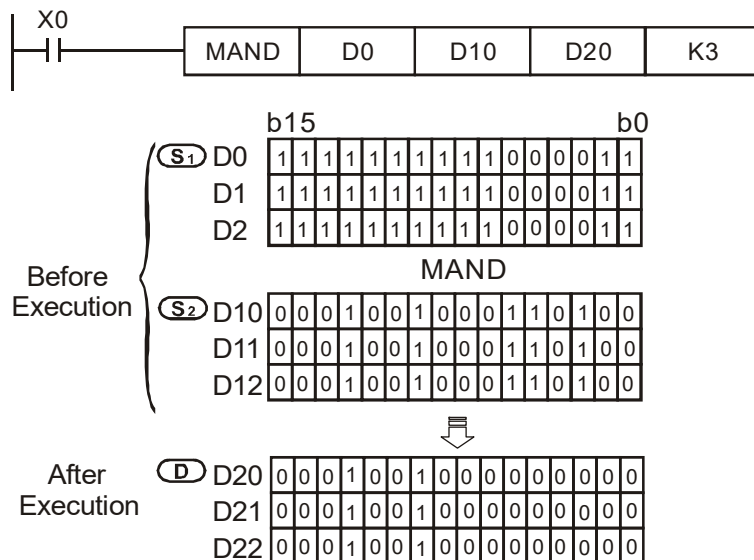 X0
MAND D0 D10 D20 K3
b15 b0
S1 D0 1 1 1 1 1 1 1 1 1 1 0 0 0 0 1 1
D1 1 1 1 1 1 1 1 1 1 1 0 0 0 0 1 1
D2 1 1 1 1 1 1 1 1 1 1 0 0 0 0 1 1
Before
Execution
MAND
S2 D10 0 0 0 1 0 0 1 0 0 0 1 1 0 1 0 0
D11 0 0 0 1 0 0 1 0 0 0 1 1 0 1 0 0
D12 0 0 0 1 0 0 1 0 0 0 1 1 0 1 0 0
After
Execution
D D20 0 0 0 1 0 0 1 0 0 0 0 0 0 0 0 0
D21 0 0 0 1 0 0 1 0 0 0 0 0 0 0 0 0
D22 0 0 0 1 0 0 1 0 0 0 0 0 0 0 0 0